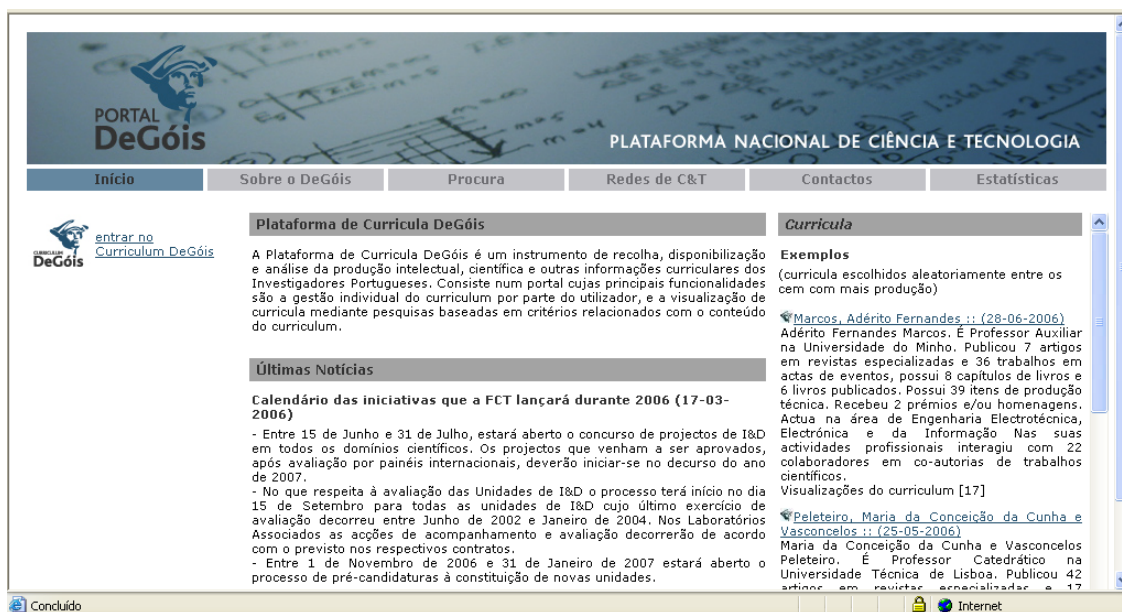 PORTAL
DeGóis
PLATAFORMA NACIONAL DE CIÊNCIA E TECNOLOGIA
Início
Sobre o DeGóis
Procura
Redes de C&T
Contactos
Estatísticas
CURRICULUM
DeGóis
entrar no
Curriculum DeGóis
Plataforma de Curricula DeGóis
A Plataforma de Curricula DeGóis é um instrumento de recolha, disponibilização
e análise da produção intelectual, científica e outras informações curriculares dos
Investigadores Portugueses. Consiste num portal cujas principais funcionalidades
são a gestão individual do curriculum por parte do utilizador, e a visualização de
curricula mediante pesquisas baseadas em critérios relacionados com o conteúdo
do curriculum.
Últimas Notícias
Calendário das iniciativas que a FCT lançará durante 2006 (17-03-
2006)
- Entre 15 de Junho e 31 de Julho, estará aberto o concurso de projectos de I&D
em todos os domínios científicos. Os projectos que venham a ser aprovados,
após avaliação por painéis internacionais, deverão iniciar-se no decurso do ano
de 2007.
- No que respeita à avaliação das Unidades de I&D o processo terá início no dia
15 de Setembro para todas as unidades de I&D cujo último exercício de
avaliação decorreu entre Junho de 2002 e Janeiro de 2004. Nos Laboratórios
Associados as acções de acompanhamento e avaliação decorrerão de acordo
com o previsto nos respectivos contratos.
- Entre 1 de Novembro de 2006 e 31 de Janeiro de 2007 estará aberto o
processo de pré-candidaturas à constituição de novas unidades.
Curricula
Exemplos
(curricula escolhidos aleatoriamente entre os
cem com mais produção)
Marcos, Adérito Fernandes :: (28-06-2006)
Adérito Fernandes Marcos. É Professor Auxiliar
na Universidade do Minho. Publicou 7 artigos
em revistas especializadas e 36 trabalhos em
actas de eventos, possui 8 capítulos de livros e
6 livros publicados. Possui 39 itens de produção
técnica. Recebeu 2 prémios e/ou homenagens.
Actua na área de Engenharia Electrotécnica,
Electrónica e da Informação Nas suas
actividades profissionais interagiu com 22
colaboradores em co-autorias de trabalhos
científicos.
Visualizações do curriculum [17]
Peleteiro, Maria da Conceição da Cunha e
Vasconcelos :: (25-05-2006)
Maria da Conceição da Cunha e Vasconcelos
Peleteiro. É Professor Catedrático na
Universidade Técnica de Lisboa. Publicou 42
artigos em revistas especializadas e 17
Concluído
Internet